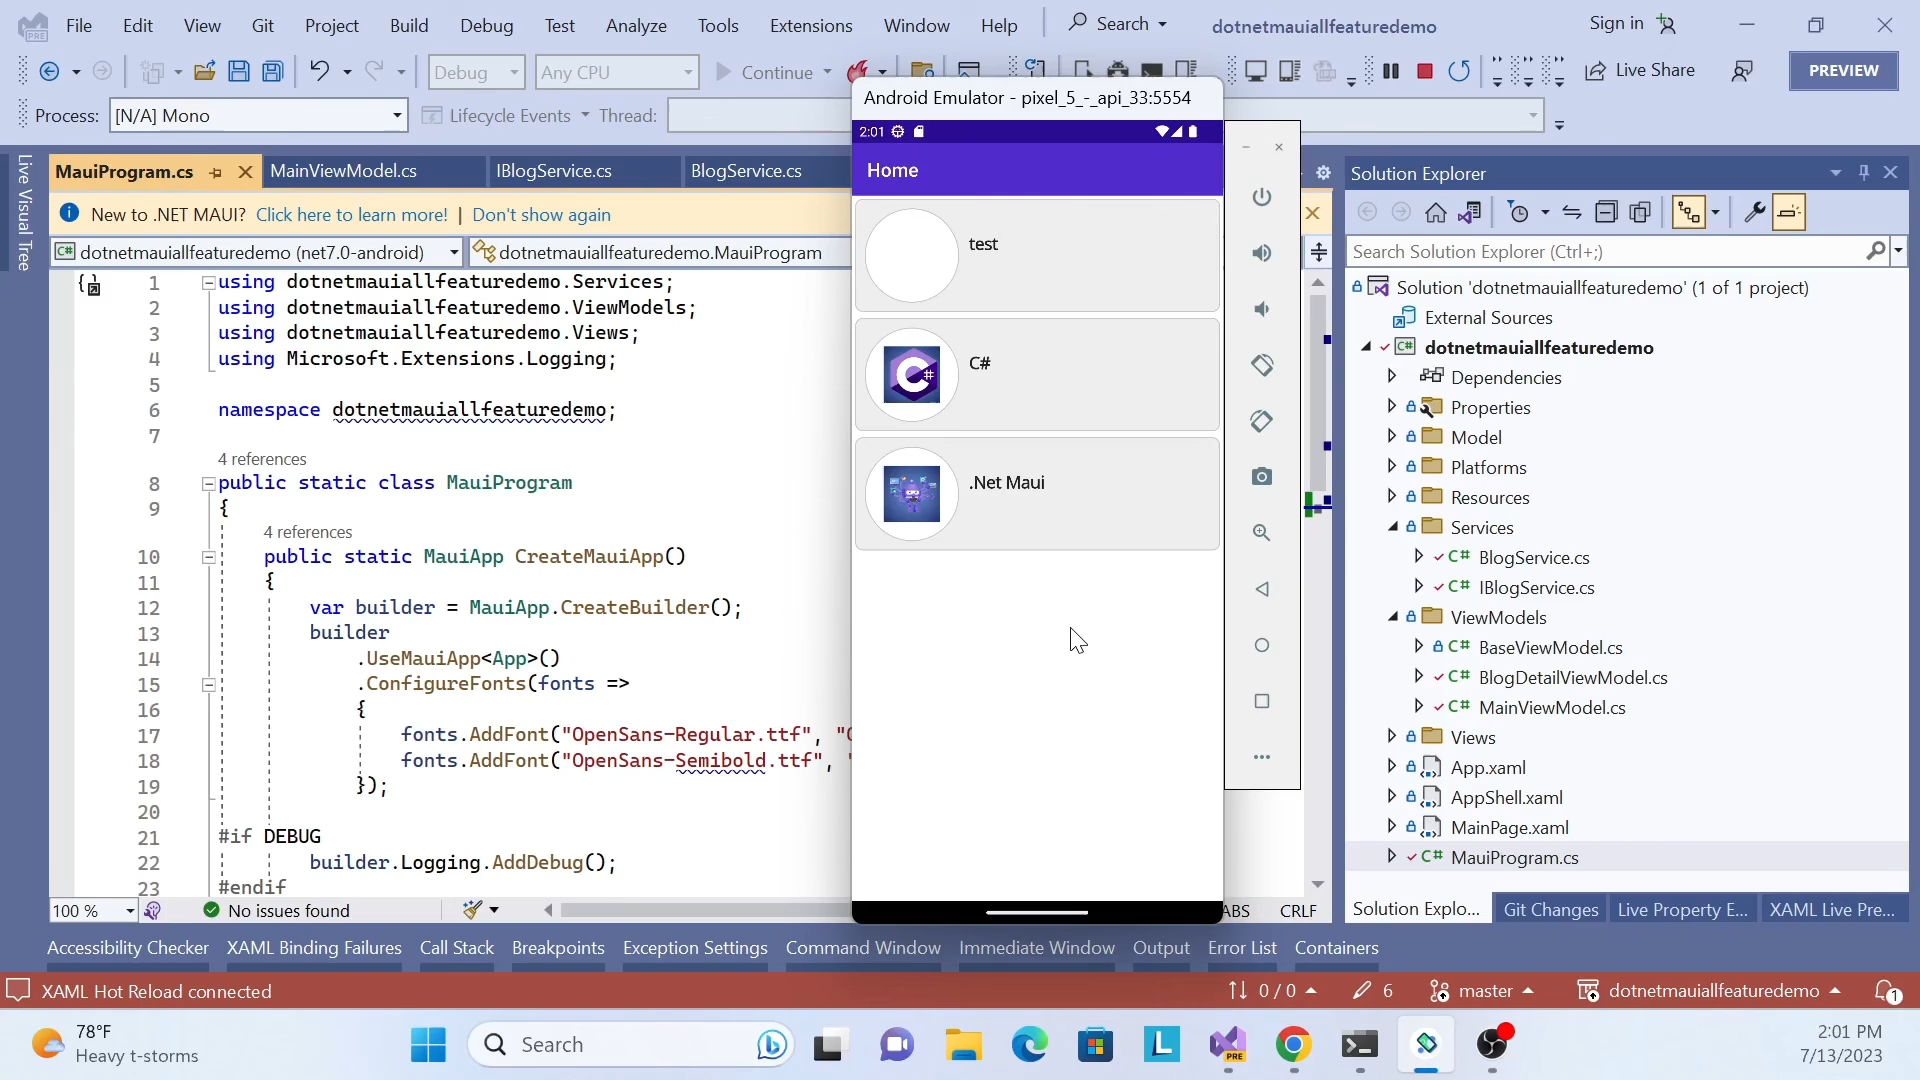 File Edit View Git Project Build Debug Test Analyze Tools Extensions Window Help Search dotnetmauiallfeaturedemo Sign in
Debug Any CPU Continue Live Share PREVIEW
Process: [N/A] Mono Lifecycle Events Thread:
Live Visual Tree
MauiProgram.cs MainViewModel.cs IBlogService.cs BlogService.cs
New to .NET MAUI? Click here to learn more! | Don't show again
dotnetmauiallfeaturedemo (net7.0-android) dotnetmauiallfeaturedemo.MauiProgram
1 using dotnetmauiallfeaturedemo.Services;
2 using dotnetmauiallfeaturedemo.ViewModels;
3 using dotnetmauiallfeaturedemo.Views;
4 using Microsoft.Extensions.Logging;
5
6 namespace dotnetmauiallfeaturedemo;
7
4 references
8 public static class MauiProgram
9 {
4 references
10 public static MauiApp CreateMauiApp()
11 {
12 var builder = MauiApp.CreateBuilder();
13 builder
14 .UseMauiApp<App>()
15 .ConfigureFonts(fonts =>
16 {
17 fonts.AddFont("OpenSans-Regular.ttf", "
18 fonts.AddFont("OpenSans-Semibold.ttf",
19 });
20
21 #if DEBUG
22 builder.Logging.AddDebug();
23 #endif
100 % No issues found
CRLF
Android Emulator - pixel_5_-_api_33:5554
2:01
Home
test
C#
.Net Maui
Solution Explorer
Search Solution Explorer (Ctrl+;)
Solution 'dotnetmauiallfeaturedemo' (1 of 1 project)
External Sources
dotnetmauiallfeaturedemo
Dependencies
Properties
Model
Platforms
Resources
Services
BlogService.cs
IBlogService.cs
ViewModels
BaseViewModel.cs
BlogDetailViewModel.cs
MainViewModel.cs
Views
App.xaml
AppShell.xaml
MainPage.xaml
MauiProgram.cs
Solution Explo... Git Changes Live Property E... XAML Live Pre...
Accessibility Checker XAML Binding Failures Call Stack Breakpoints Exception Settings Command Window Immediate Window Output Error List Containers
XAML Hot Reload connected 0 / 0 6 master dotnetmauiallfeaturedemo 1
78°F
Heavy t-storms
Search
PRE
2:01 PM
7/13/2023